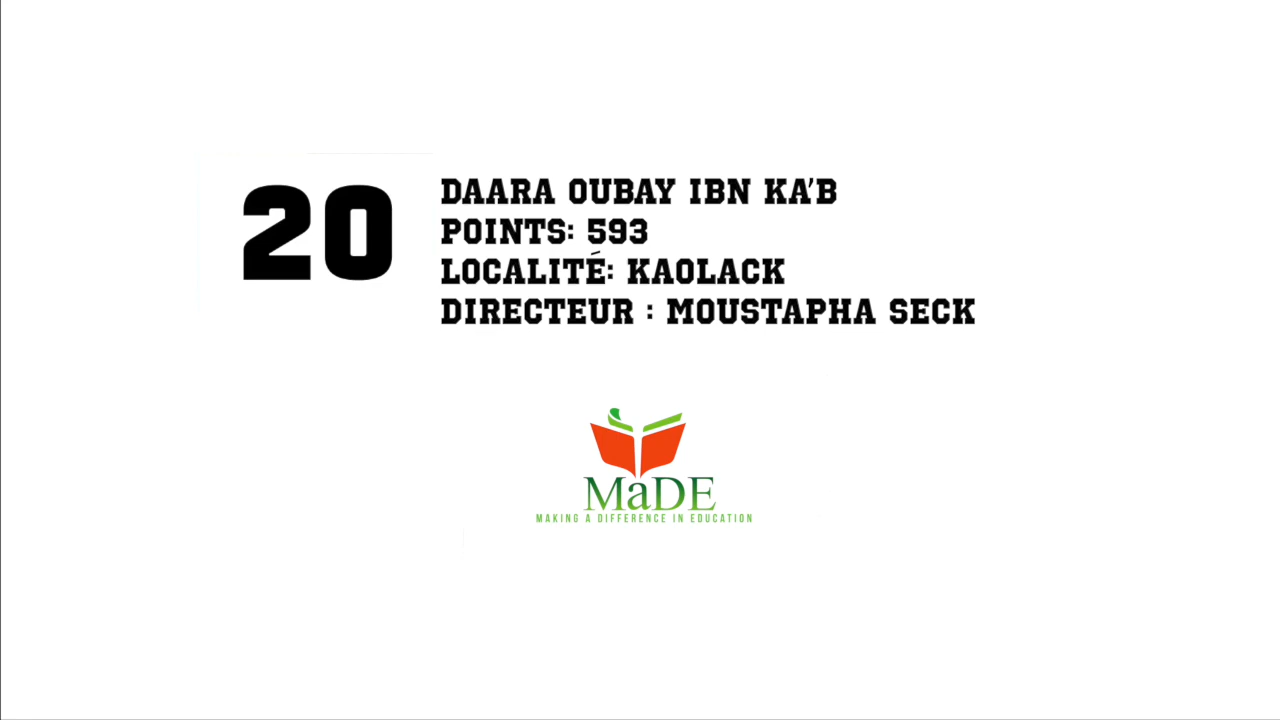 20
DAARA OUBAY IBN KA'B
POINTS: 593
LOCALITÉ: KAOLACK
DIRECTEUR : MOUSTAPHA SECK
MaDE
MAKING A DIFFERENCE IN EDUCATION